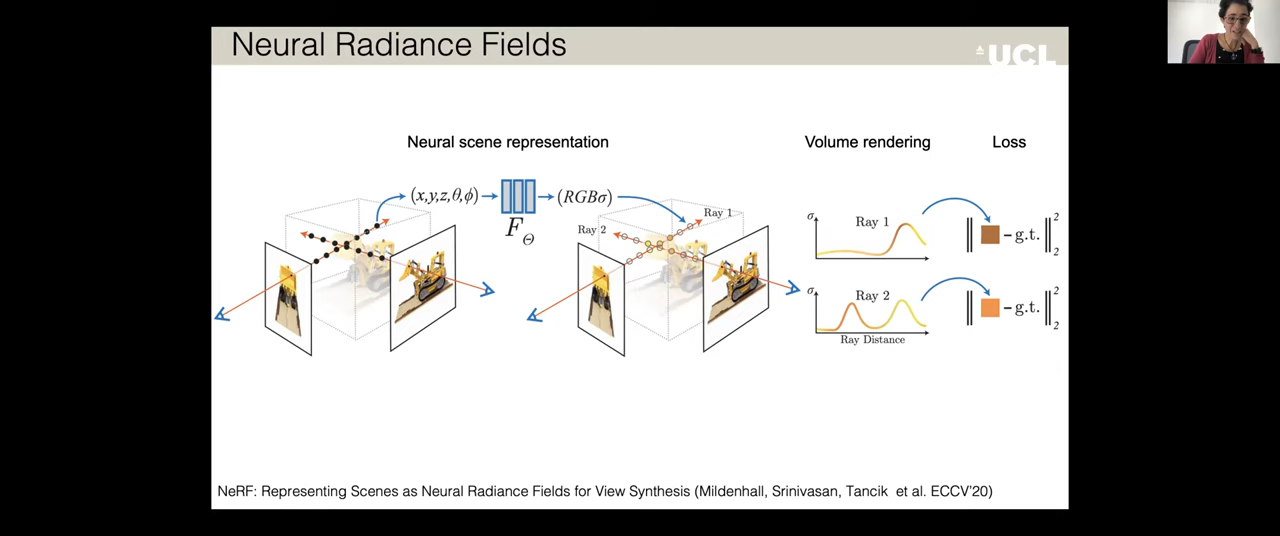 Neural Radiance Fields
UCL
Neural scene representation
Volume rendering
Loss
(x,y,z,θ,ϕ)
(RGBσ)
F_Θ
Ray 1
Ray 2
σ
Ray 1
‖ – g.t. ‖²₂
σ
Ray 2
‖ – g.t. ‖²₂
Ray Distance
NeRF: Representing Scenes as Neural Radiance Fields for View Synthesis (Mildenhall, Srinivasan, Tancik et al. ECCV'20)